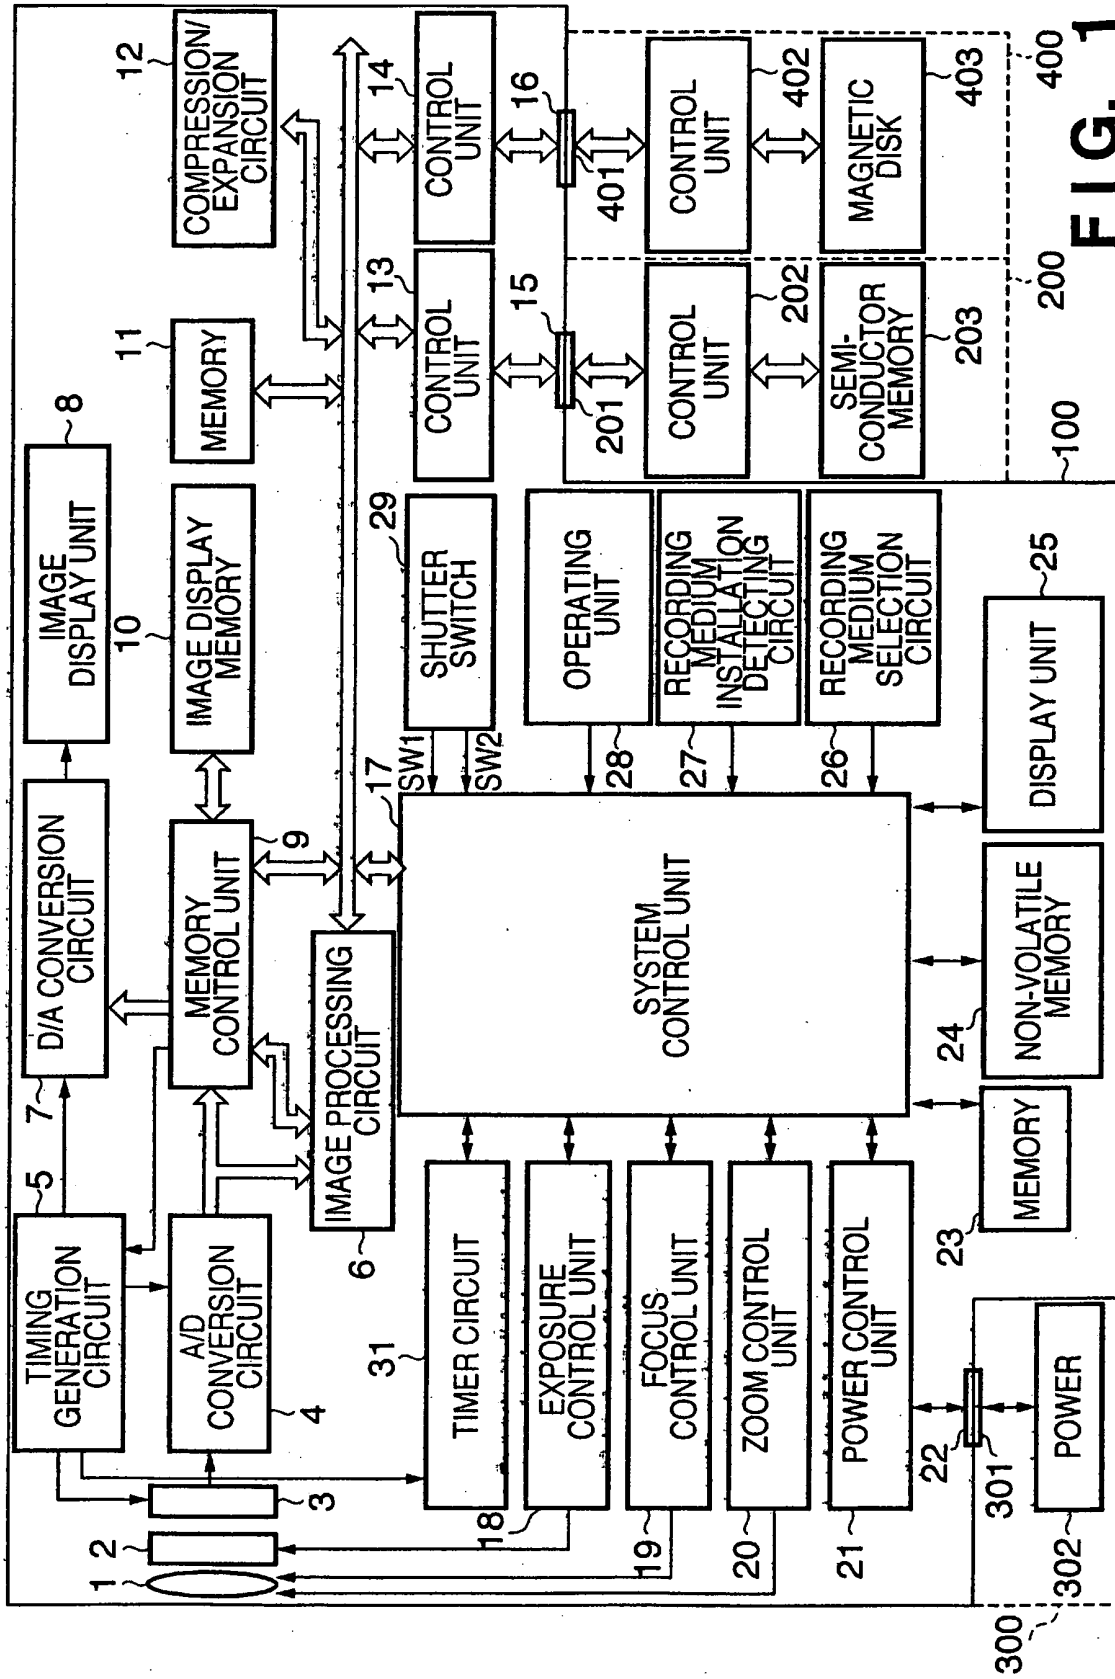 12
COMPRESSION/
EXPANSION
CIRCUIT
11
MEMORY
8
IMAGE
DISPLAY UNIT
10
IMAGE DISPLAY
MEMORY
7
D/A CONVERSION
CIRCUIT
9
MEMORY
CONTROL UNIT
5
TIMING
GENERATION
CIRCUIT
A/D
CONVERSION
CIRCUIT
4
3
2
1
IMAGE PROCESSING
CIRCUIT
6
14
CONTROL
UNIT
13
CONTROL
UNIT
16
401
15
201
CONTROL
UNIT
402
CONTROL
UNIT
202
MAGNETIC
DISK
403
SEMI-
CONDUCTOR
MEMORY
203
400
200
100
29
SHUTTER
SWITCH
SW1
SW2
17
SYSTEM
CONTROL UNIT
OPERATING
UNIT
28
RECORDING
MEDIUM
INSTALLATION
DETECTING
CIRCUIT
27
RECORDING
MEDIUM
SELECTION
CIRCUIT
26
31
TIMER CIRCUIT
EXPOSURE
CONTROL UNIT
18
FOCUS
CONTROL UNIT
19
ZOOM CONTROL
UNIT
20
POWER CONTROL
UNIT
21
25
DISPLAY UNIT
24
NON-VOLATILE
MEMORY
23
MEMORY
22
301
POWER
302
300
FIG. 1